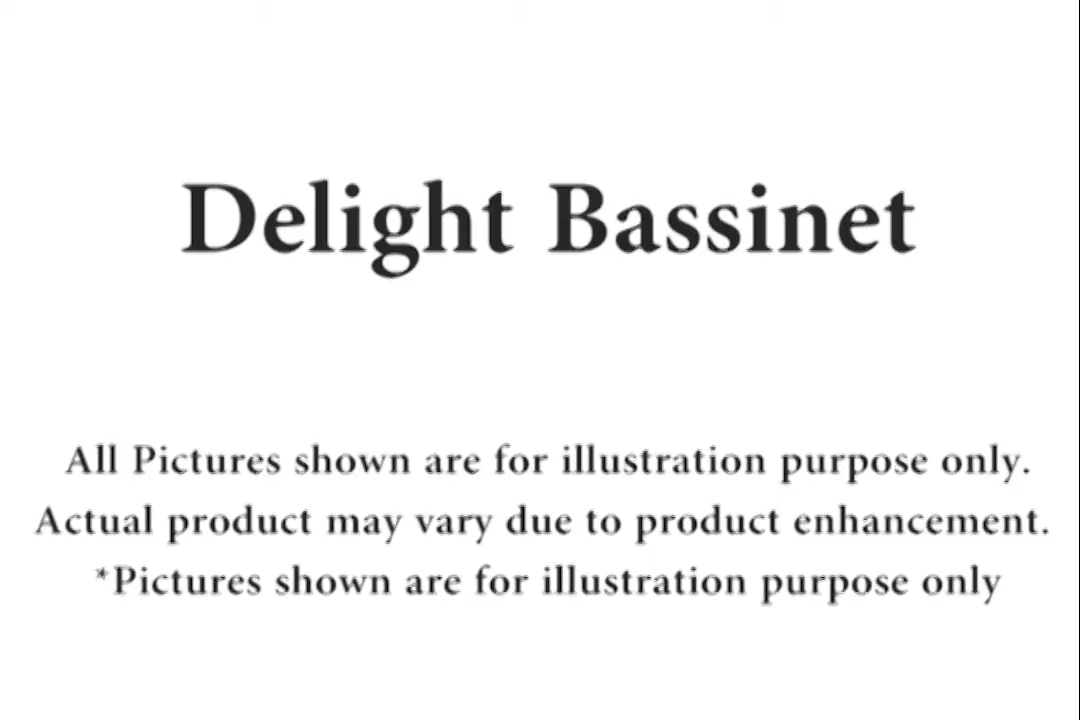 Delight Bassinet
All Pictures shown are for illustration purpose only.
Actual product may vary due to product enhancement.
*Pictures shown are for illustration purpose only